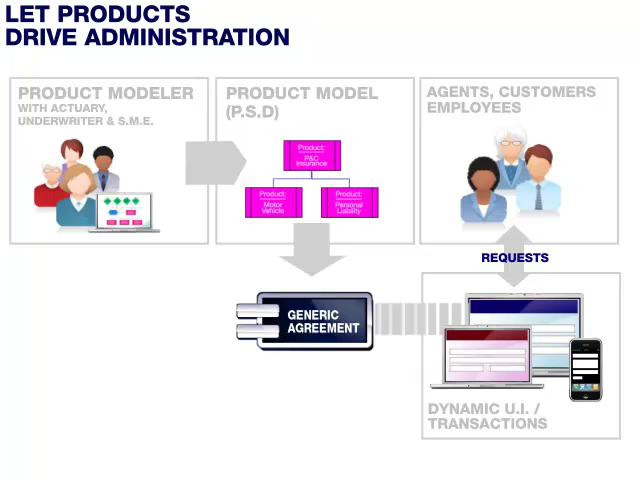 LET PRODUCTS
DRIVE ADMINISTRATION
PRODUCT MODELER
WITH ACTUARY,
UNDERWRITER & S.M.E.
PRODUCT MODEL
(P.S.D)
Product:
P&C
Insurance
Product:
Motor
Vehicle
Product:
Personal
Liability
AGENTS, CUSTOMERS
EMPLOYEES
REQUESTS
GENERIC
AGREEMENT
DYNAMIC U.I. /
TRANSACTIONS